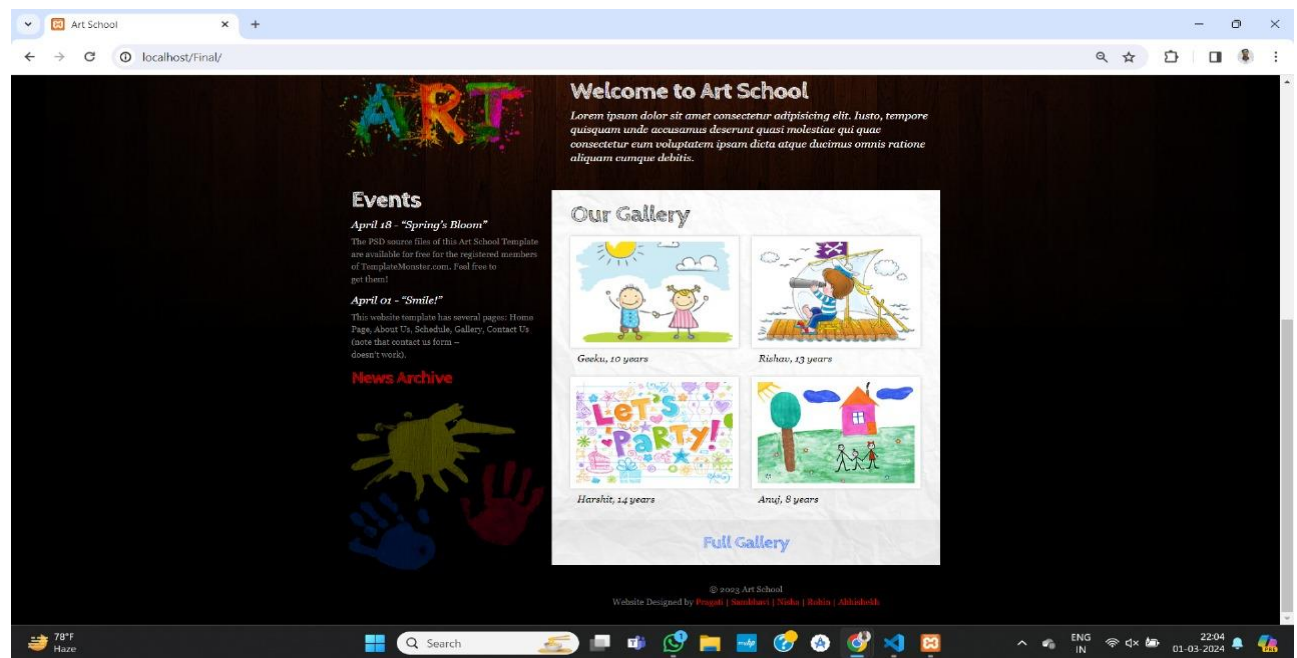 Art School
localhost/Final/
ART
Welcome to Art School
Lorem ipsum dolor sit amet consectetur adipisicing elit. Iusto, tempore
quisquam unde accusamus deserunt quasi molestiae qui quae
consectetur eum voluptatem ipsam dicta atque ducimus omnis ratione
aliquam cumque debitis.
Events
April 18 - “Spring’s Bloom”
The PSD source files of this Art School Template
are available for free for the registered members
of TemplateMonster.com. Feel free to
get them!
April 01 - “Smile!”
This website template has several pages: Home
Page, About Us, Schedule, Gallery, Contact Us
(note that contact us form –
doesn’t work).
News Archive
Our Gallery
Geeku, 10 years
Rishav, 13 years
LET'S
PARTY!
Harshit, 14 years
Anuj, 8 years
Full Gallery
© 2023 Art School
Website Designed by Pragati | Sambhavi | Nisha | Robin | Abhishekh
78°F
Haze
Search
ENG
IN
22:04
01-03-2024